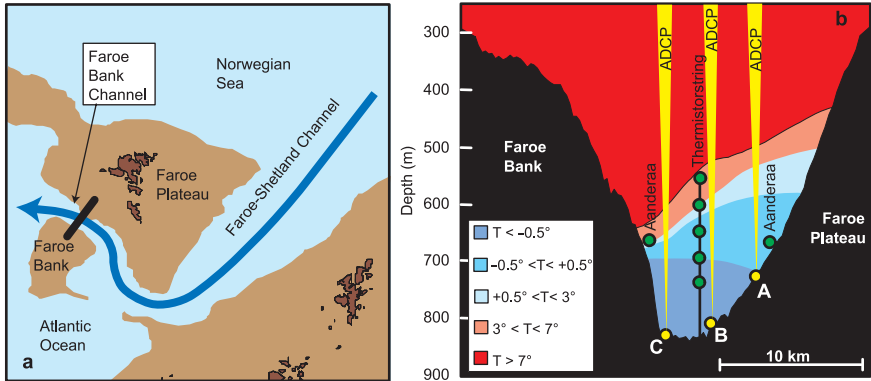 Faroe
Bank
Channel
Norwegian
Sea
Faroe
Plateau
Faroe-Shetland Channel
Faroe
Bank
Atlantic
Ocean
a
b
250
300
400
500
600
700
800
900
Depth (m)
ADCP
ADCP
ADCP
Thermistorstring
Aanderaa
Aanderaa
Faroe
Bank
Faroe
Plateau
T < -0.5°
-0.5° <T< +0.5°
+0.5° <T< 3°
3° < T < 7°
T > 7°
A
B
C
10 km